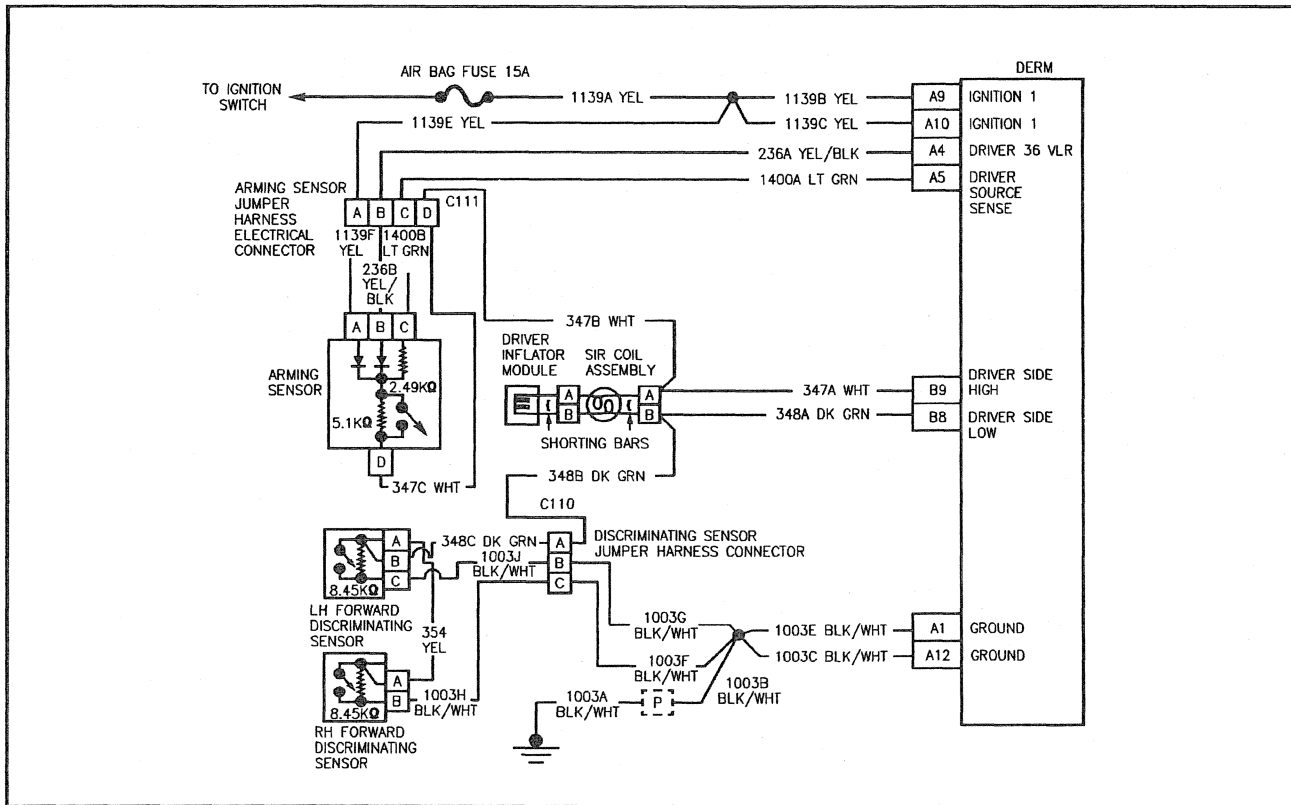 DERM
AIR BAG FUSE 15A
TO IGNITION
SWITCH
1139A YEL
1139B YEL
A9
IGNITION 1
1139E YEL
1139C YEL
A10
IGNITION 1
236A YEL/BLK
A4
DRIVER 36 VLR
1400A LT GRN
A5
DRIVER
SOURCE
SENSE
ARMING SENSOR
JUMPER
HARNESS
ELECTRICAL
CONNECTOR
A B C D
C111
1139F
YEL
1400B
LT GRN
236B
YEL/
BLK
A B C
ARMING
SENSOR
2.49KΩ
5.1KΩ
D
347C WHT
347B WHT
DRIVER
INFLATOR
MODULE
SIR COIL
ASSEMBLY
A
B
A
B
SHORTING BARS
347A WHT
B9
DRIVER SIDE
HIGH
348A DK GRN
B8
DRIVER SIDE
LOW
348B DK GRN
C110
DISCRIMINATING SENSOR
JUMPER HARNESS CONNECTOR
A
B
C
348C DK GRN
1003J
BLK/WHT
A
B
C
8.45KΩ
LH FORWARD
DISCRIMINATING
SENSOR
354
YEL
A
B
1003H
BLK/WHT
8.45KΩ
RH FORWARD
DISCRIMINATING
SENSOR
1003G
BLK/WHT
1003F
BLK/WHT
1003E BLK/WHT
A1
GROUND
1003C BLK/WHT
A12
GROUND
1003B
BLK/WHT
1003A
BLK/WHT
P